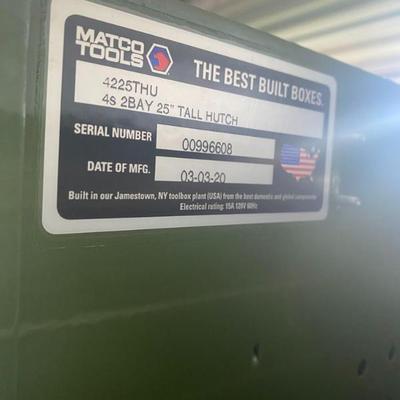 MATCO TOOLS
THE BEST BUILT BOXES.
4225THU
4s 2BAY 25" TALL HUTCH
SERIAL NUMBER 00996608
DATE OF MFG. 03-03-20
Built in our Jamestown, NY toolbox plant (USA) from the best domestic and global components
Electrical rating: 15A 120V 60Hz